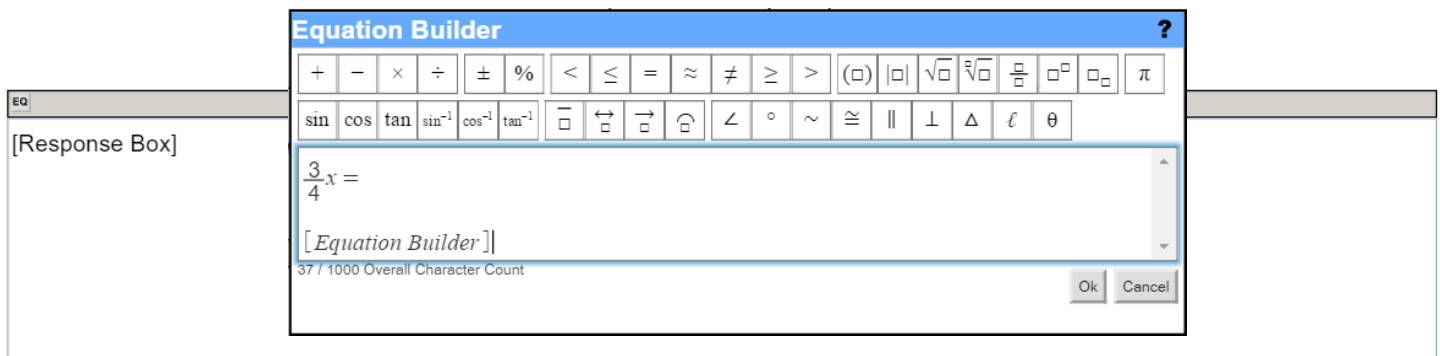 Equation Builder ?
+ − × ÷ ± % < ≤ = ≈ ≠ ≥ > (□) |□| √□ □√□ □/□ □^□ □_□ π
EQ
sin cos tan sin⁻¹ cos⁻¹ tan⁻¹ □̅ □⃡ □⃗ □̑ ∠ ° ~ ≅ ∥ ⊥ Δ ℓ θ
[Response Box]
3/4 x =
[Equation Builder]
37 / 1000 Overall Character Count
Ok Cancel